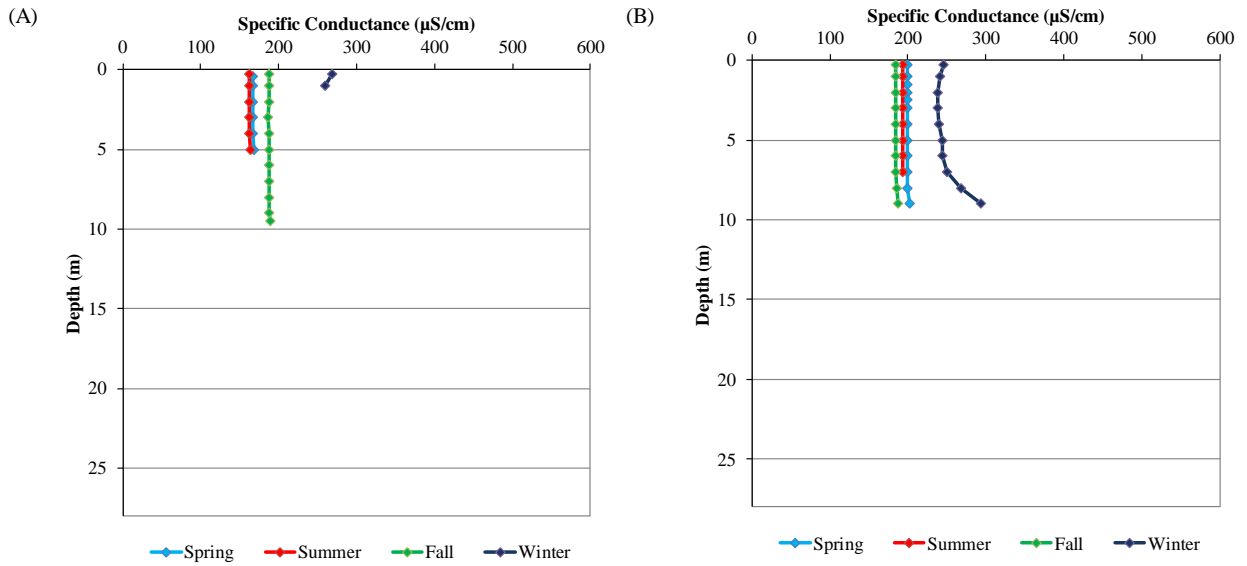 (A)
Specific Conductance (µS/cm)
0 100 200 300 400 500 600
0
5
10
15
20
25
Depth (m)
Spring Summer Fall Winter
(B)
Specific Conductance (µS/cm)
0 100 200 300 400 500 600
0
5
10
15
20
25
Depth (m)
Spring Summer Fall Winter